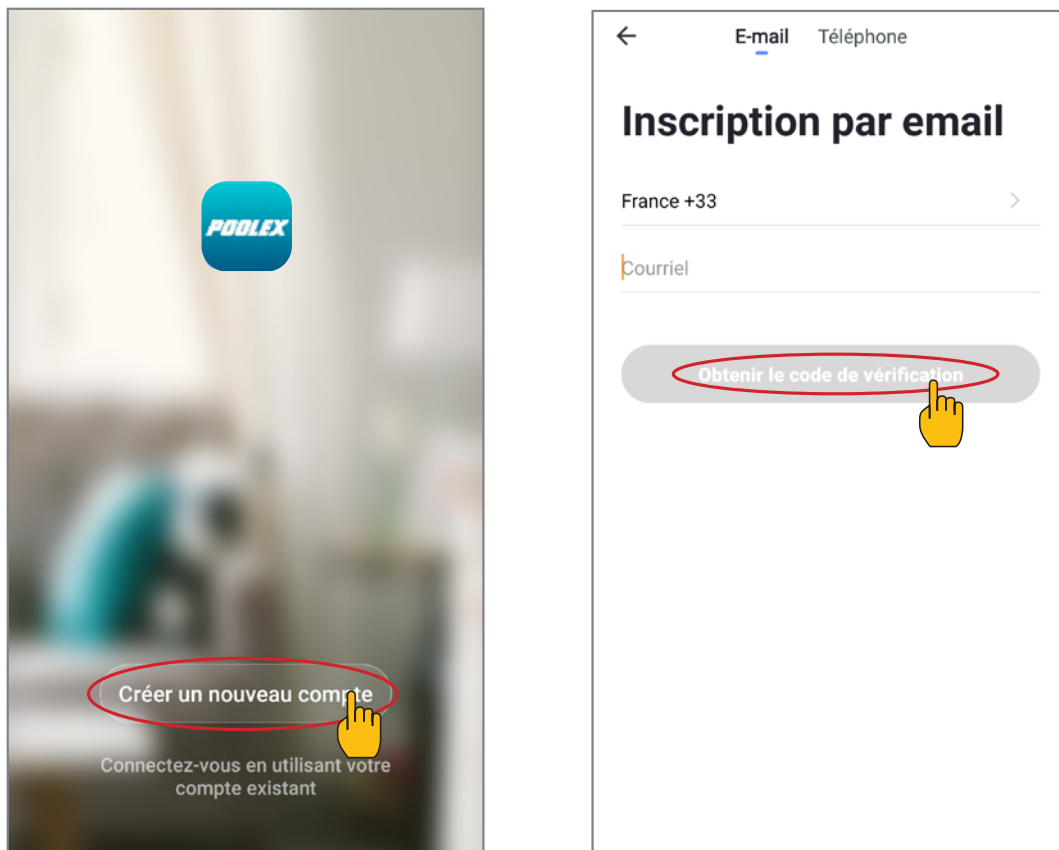 POOLEX
Créer un nouveau compte
Connectez-vous en utilisant votre
compte existant
E-mail Téléphone
Inscription par email
France +33
Courriel
Obtenir le code de vérification